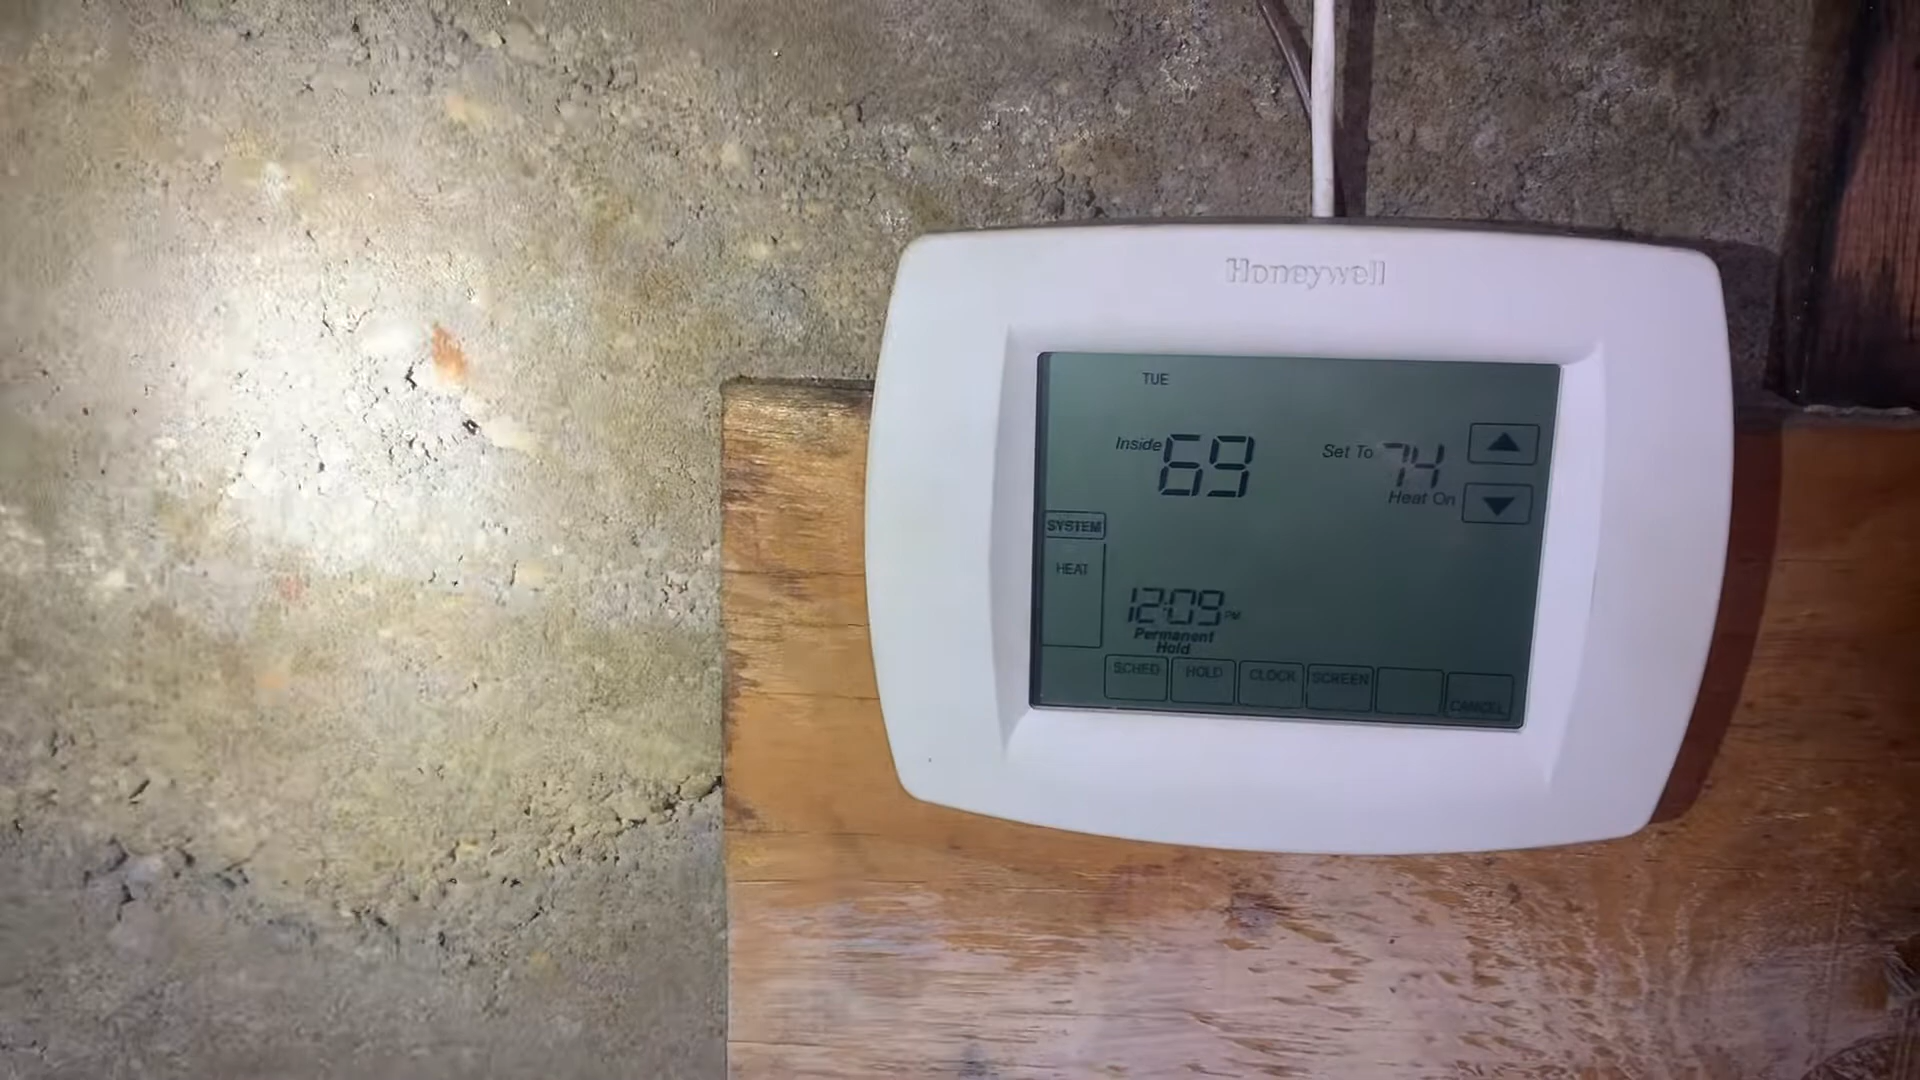 Honeywell
TUE
Inside 69
Set To 74
Heat On
SYSTEM
HEAT
12:09 PM
Permanent
Hold
SCHED HOLD CLOCK SCREEN CANCEL